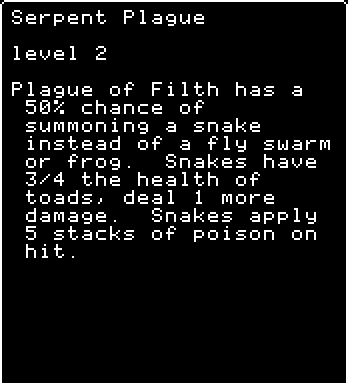 Serpent Plague
level 2
Plague of Filth has a
50% chance of
summoning a snake
instead of a fly swarm
or frog.  Snakes have
3/4 the health of
toads, deal 1 more
damage.  Snakes apply
5 stacks of poison on
hit.